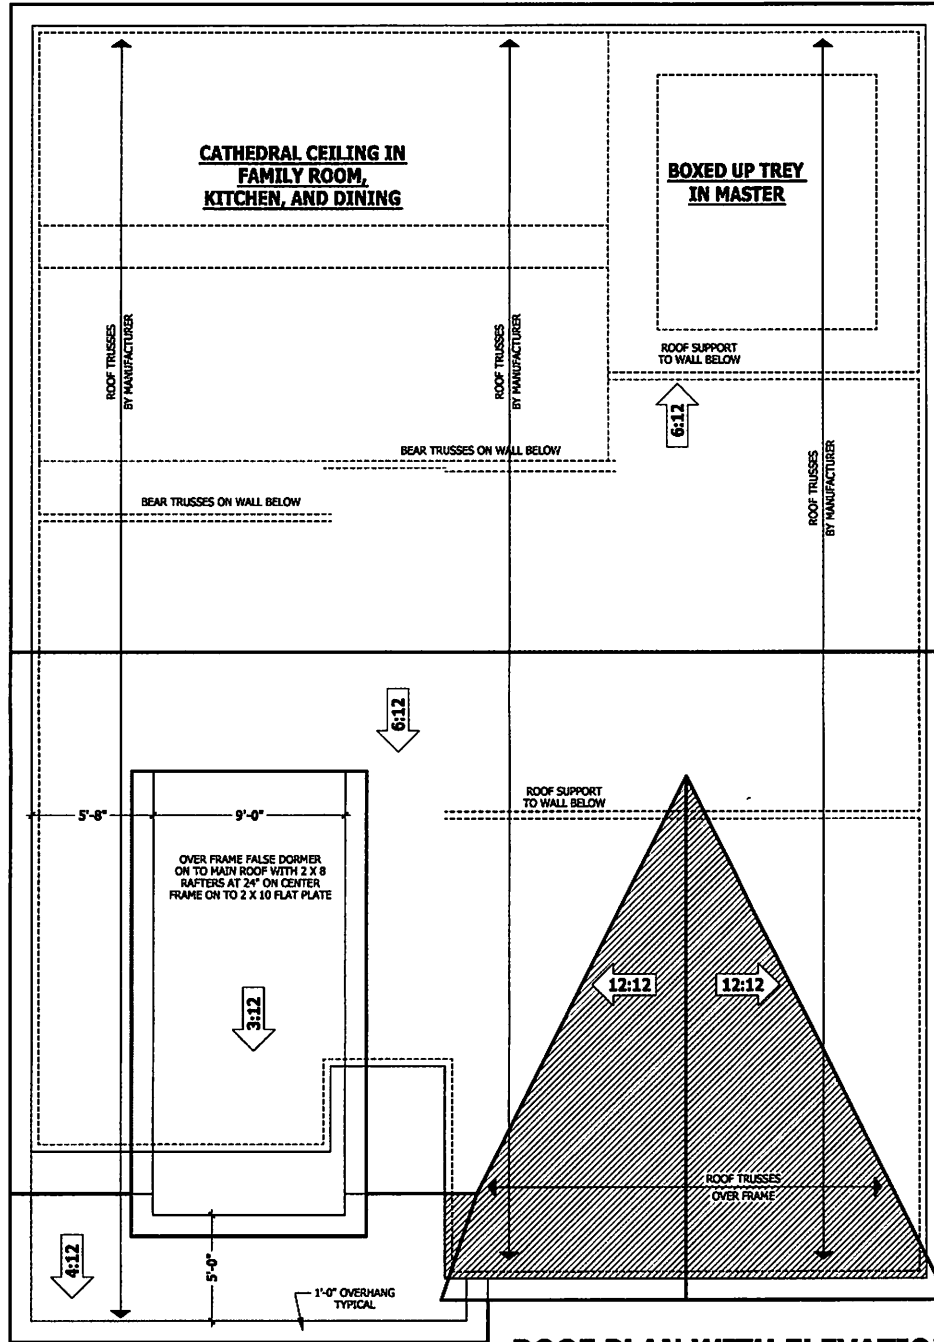 CATHEDRAL CEILING IN
FAMILY ROOM,
KITCHEN, AND DINING
BOXED UP TREY
IN MASTER
ROOF TRUSSES
BY MANUFACTURER
ROOF TRUSSES
BY MANUFACTURER
ROOF SUPPORT
TO WALL BELOW
6:12
BEAR TRUSSES ON WALL BELOW
ROOF TRUSSES
BY MANUFACTURER
BEAR TRUSSES ON WALL BELOW
6:12
ROOF SUPPORT
TO WALL BELOW
5'-8"
9'-0"
OVER FRAME FALSE DORMER
ON TO MAIN ROOF WITH 2 X 8
RAFTERS AT 24" ON CENTER
FRAME ON TO 2 X 10 FLAT PLATE
12:12
12:12
3:12
ROOF TRUSSES
OVER FRAME
4:12
5'-0"
1'-0" OVERHANG
TYPICAL
ROOF PLAN WITH ELEVATIO